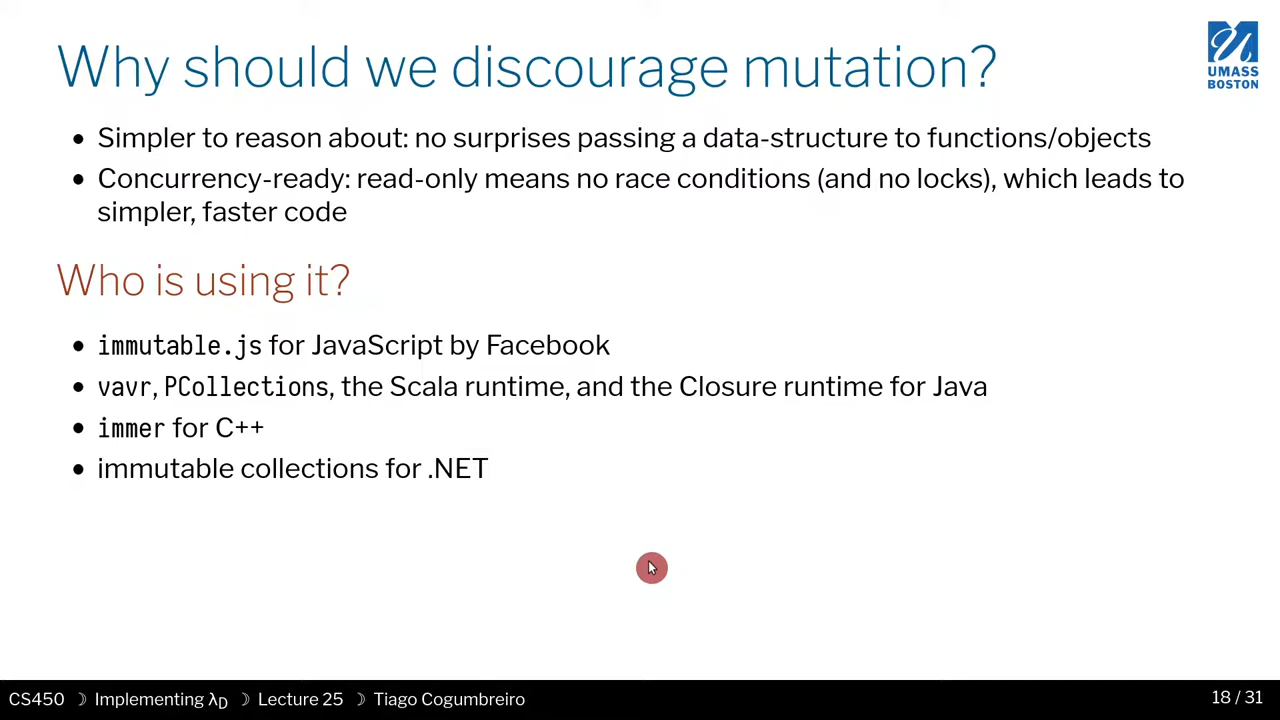 Why should we discourage mutation?
UMASS
BOSTON
• Simpler to reason about: no surprises passing a data-structure to functions/objects
• Concurrency-ready: read-only means no race conditions (and no locks), which leads to
simpler, faster code
Who is using it?
• immutable.js for JavaScript by Facebook
• vavr, PCollections, the Scala runtime, and the Closure runtime for Java
• immer for C++
• immutable collections for .NET
CS450 ☽ Implementing λD ☽ Lecture 25 ☽ Tiago Cogumbreiro
18 / 31